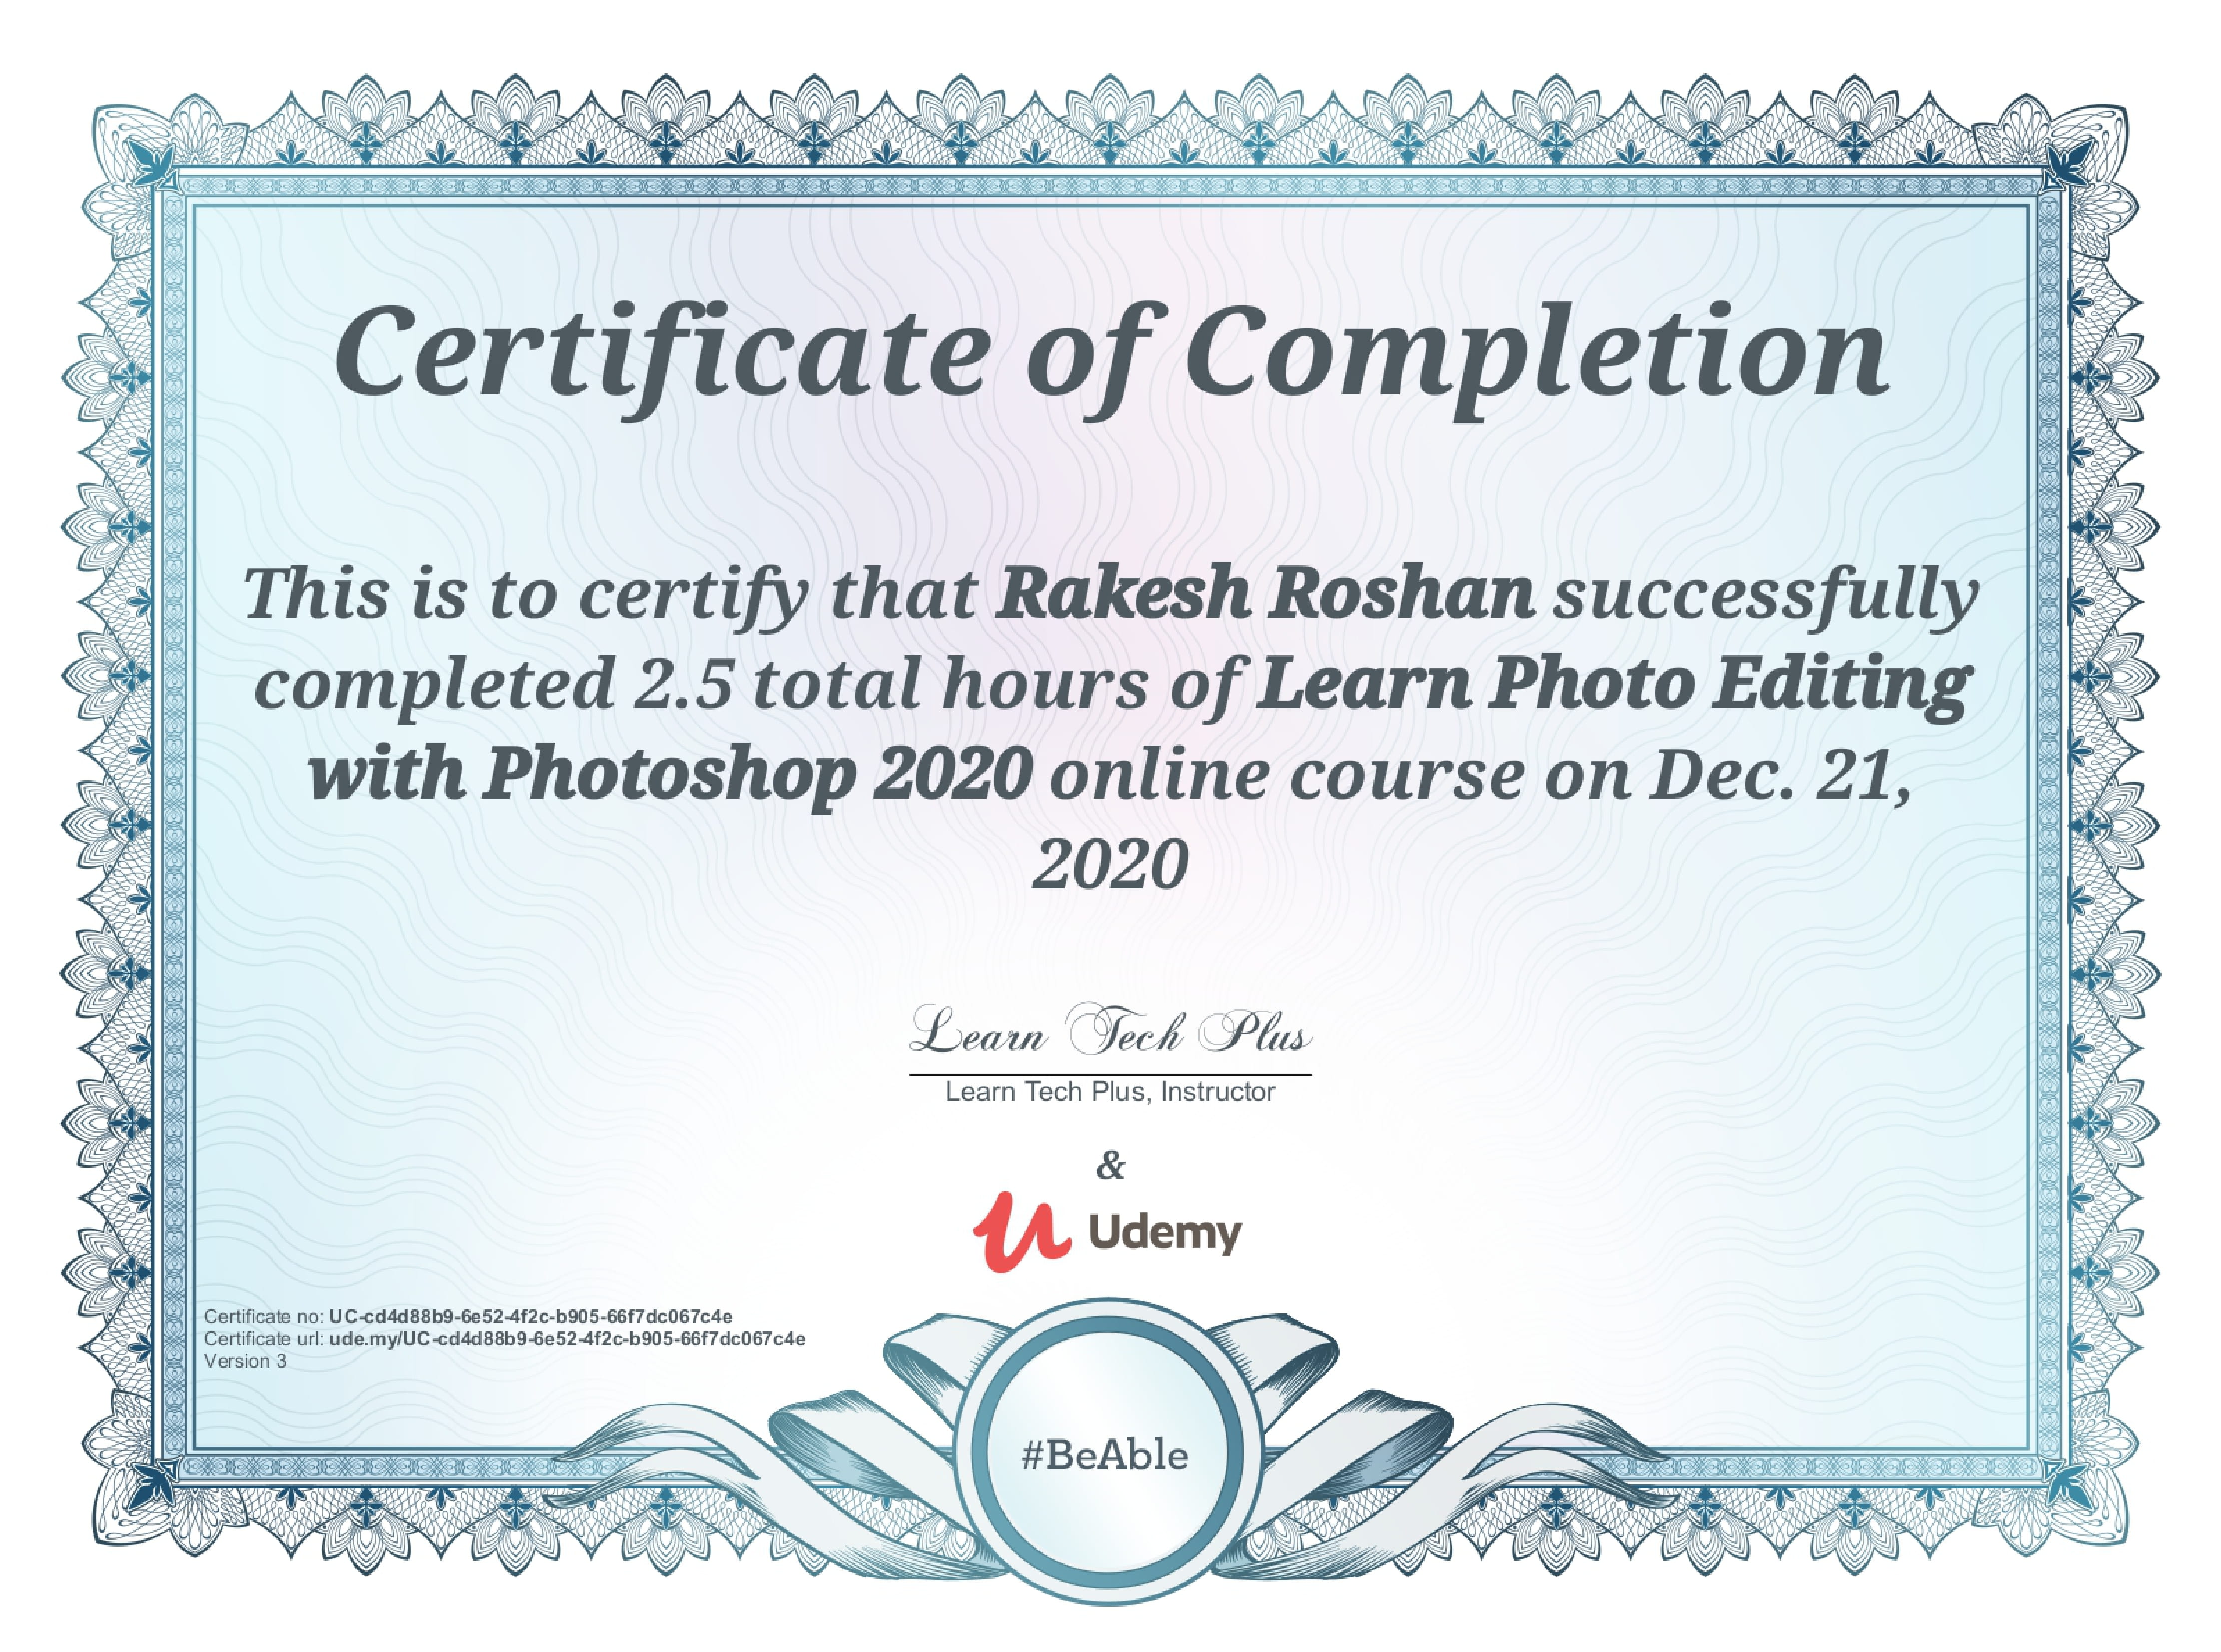 Certificate of Completion
This is to certify that Rakesh Roshan successfully
completed 2.5 total hours of Learn Photo Editing
with Photoshop 2020 online course on Dec. 21,
2020
Learn Tech Plus
Learn Tech Plus, Instructor
&
Udemy
Certificate no: UC-cd4d88b9-6e52-4f2c-b905-66f7dc067c4e
Certificate url: ude.my/UC-cd4d88b9-6e52-4f2c-b905-66f7dc067c4e
Version 3
#BeAble